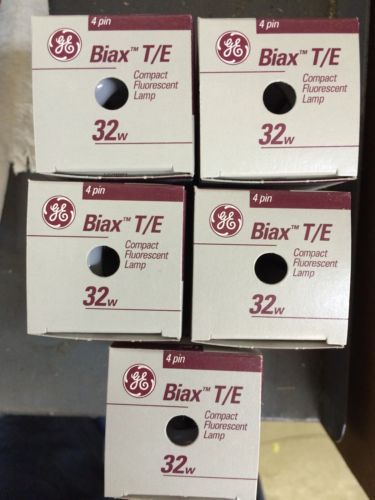 4 pin
GE Biax™ T/E
Compact
Fluorescent
Lamp
32w
4 pin
GE Biax™ T/E
Compact
Fluorescent
Lamp
32w
4 pin
GE Biax™ T/E
Compact
Fluorescent
Lamp
32w
4 pin
GE Biax™ T/E
Compact
Fluorescent
Lamp
32w
4 pin
GE Biax™ T/E
Compact
Fluorescent
Lamp
32w